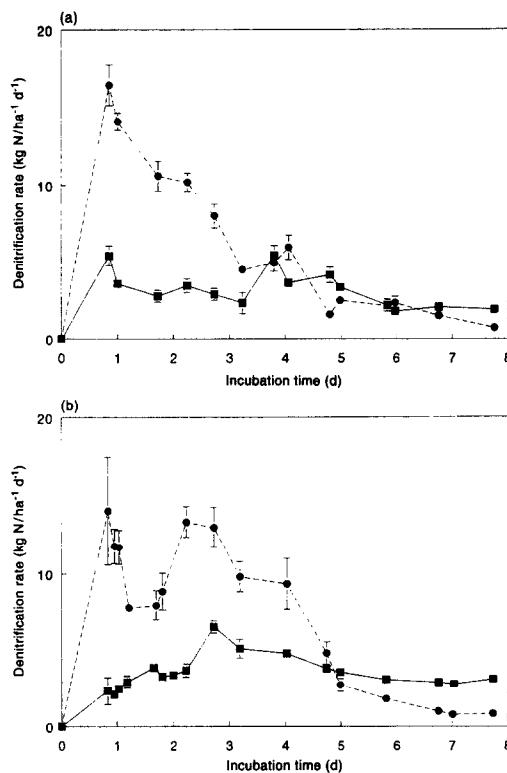 (a)
20
10
0
Denitrification rate (kg N/ha⁻¹ d⁻¹)
0 1 2 3 4 5 6 7 8
Incubation time (d)
(b)
20
10
0
Denitrification rate (kg N/ha⁻¹ d⁻¹)
0 1 2 3 4 5 6 7 8
Incubation time (d)